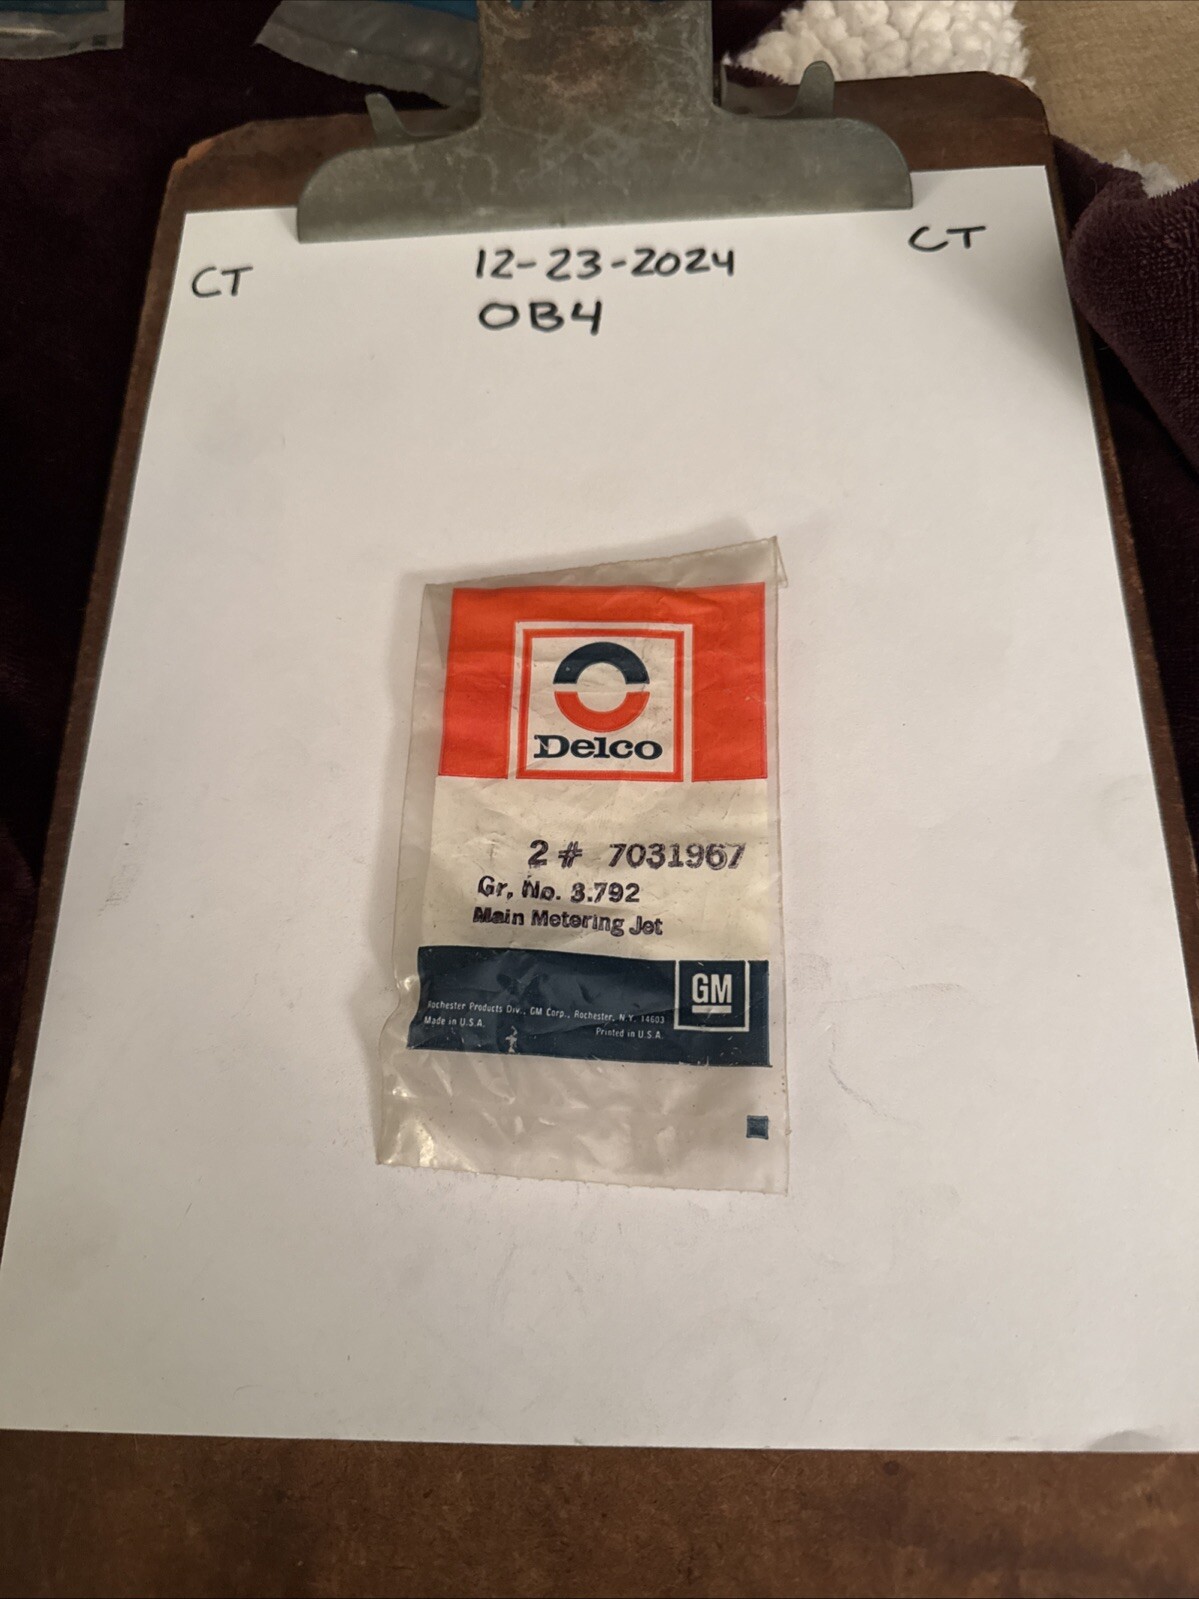 CT
12-23-2024
CT
OB4
Delco
2 # 7031967
Gr. No. 3.792
Main Metering Jet
GM
Rochester Products Div., GM Corp., Rochester, N.Y. 14603
Made in U.S.A.
Printed in U.S.A.